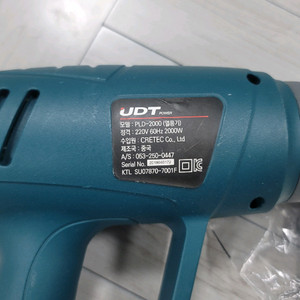 UDT POWER
모델 : PLD-2000 (열풍기)
정격 : 220V 60Hz 2000W
수입원 : CRETEC Co., Ltd
제조국 : 중국
A/S : 053-250-0447
Serial No.
KTL SU07870-7001F